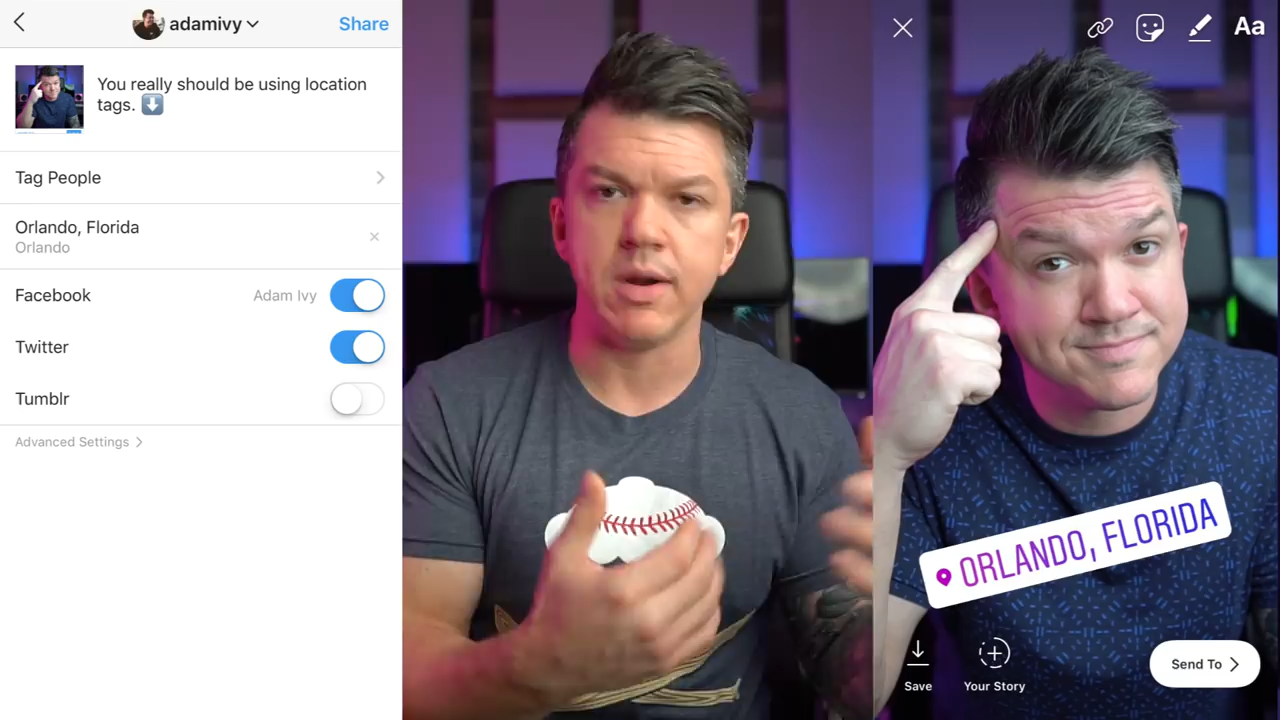 adamivy
Share
You really should be using location
tags. ⬇️
Tag People
Orlando, Florida
Orlando
Facebook
Adam Ivy
Twitter
Tumblr
Advanced Settings
Aa
ORLANDO, FLORIDA
Save
Your Story
Send To